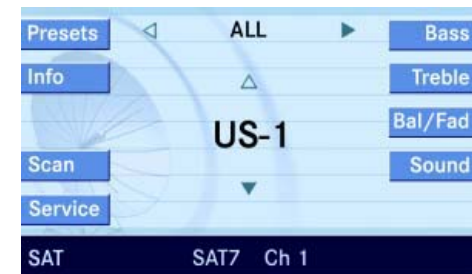 Presets ALL Bass
Info Treble
US-1 Bal/Fad
Scan Sound
Service
SAT SAT7 Ch 1